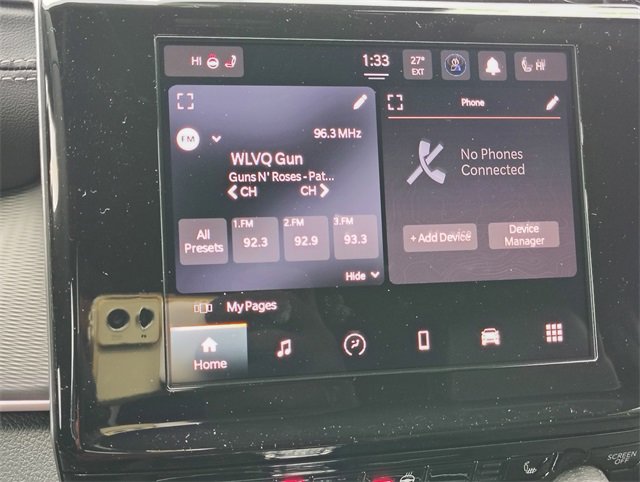 HI
1:33
27°
EXT
HI
FM
96.3 MHz
WLVQ Gun
Guns N' Roses - Pat...
CH CH
All
Presets
1. FM
92.3
2. FM
92.9
3. FM
93.3
Hide
Phone
No Phones
Connected
+ Add Device
Device
Manager
My Pages
Home
SCREEN
OFF